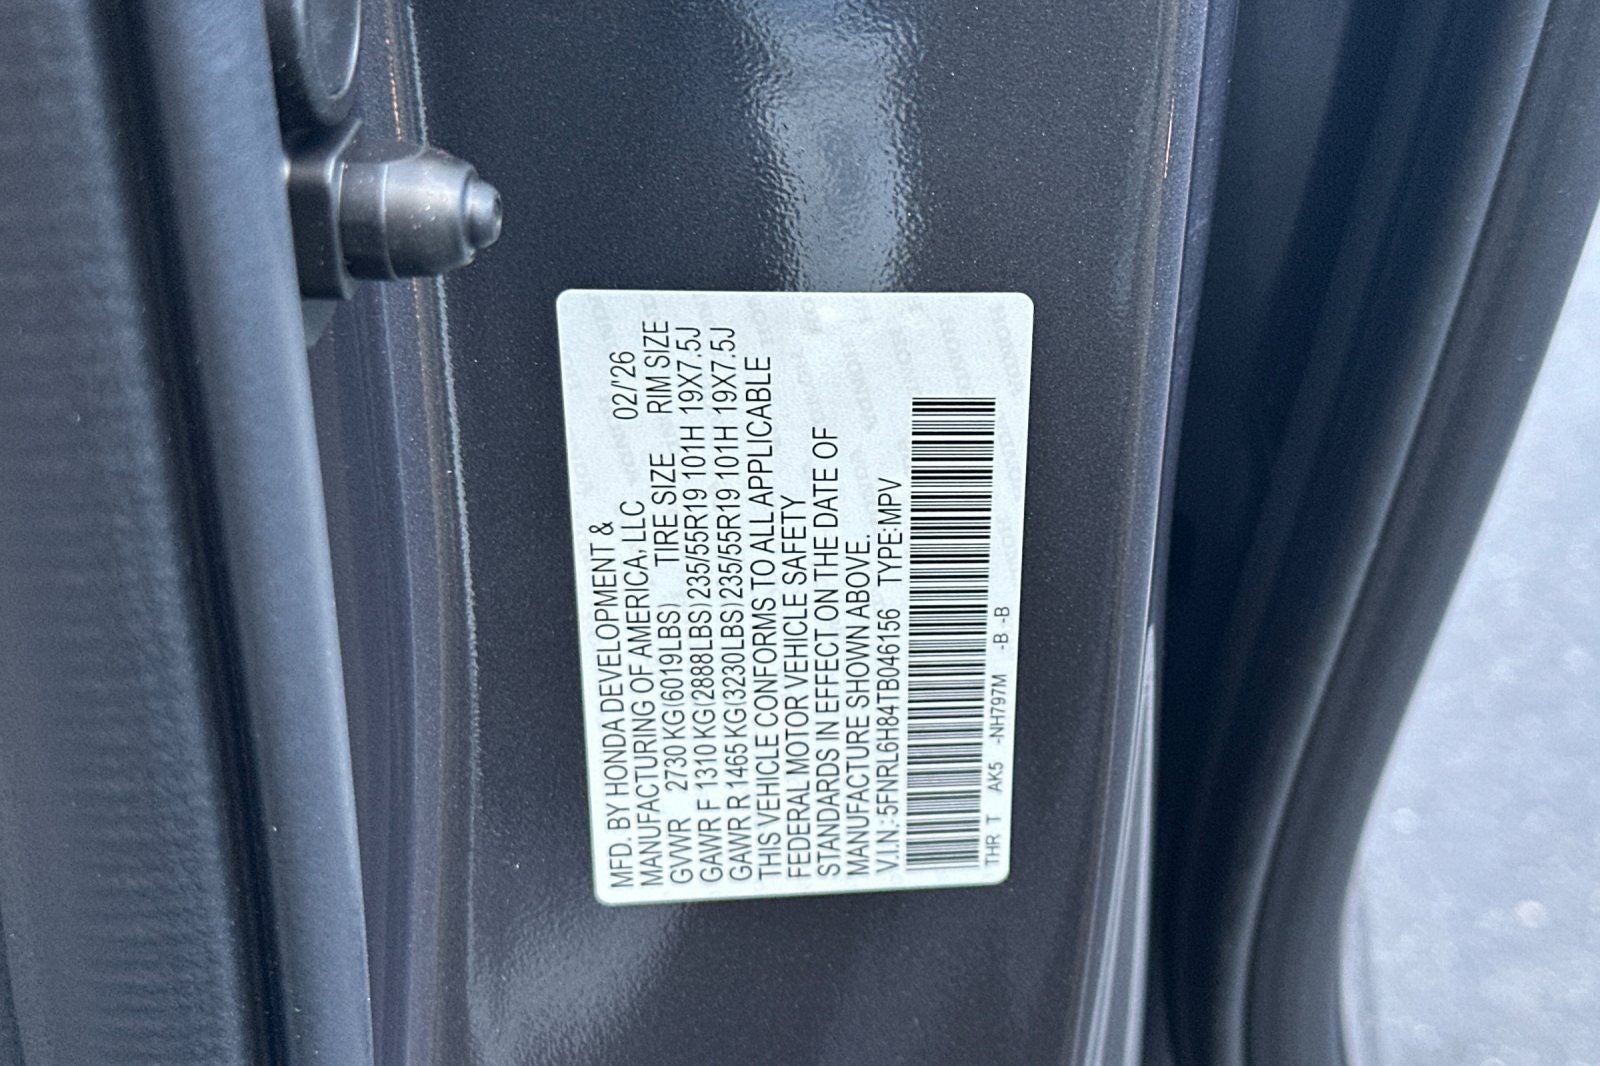 MFD. BY HONDA DEVELOPMENT &
MANUFACTURING OF AMERICA, LLC 02/'26
GVWR 2730 KG(6019LBS) TIRE SIZE RIM SIZE
GAWR F 1310 KG(2888LBS) 235/55R19 101H 19X7.5J
GAWR R 1465 KG(3230LBS) 235/55R19 101H 19X7.5J
THIS VEHICLE CONFORMS TO ALL APPLICABLE
FEDERAL MOTOR VEHICLE SAFETY
STANDARDS IN EFFECT ON THE DATE OF
MANUFACTURE SHOWN ABOVE.
V.I.N.:5FNRL6H84TB046156 TYPE:MPV
THR T AK5 -NH797M -B -B